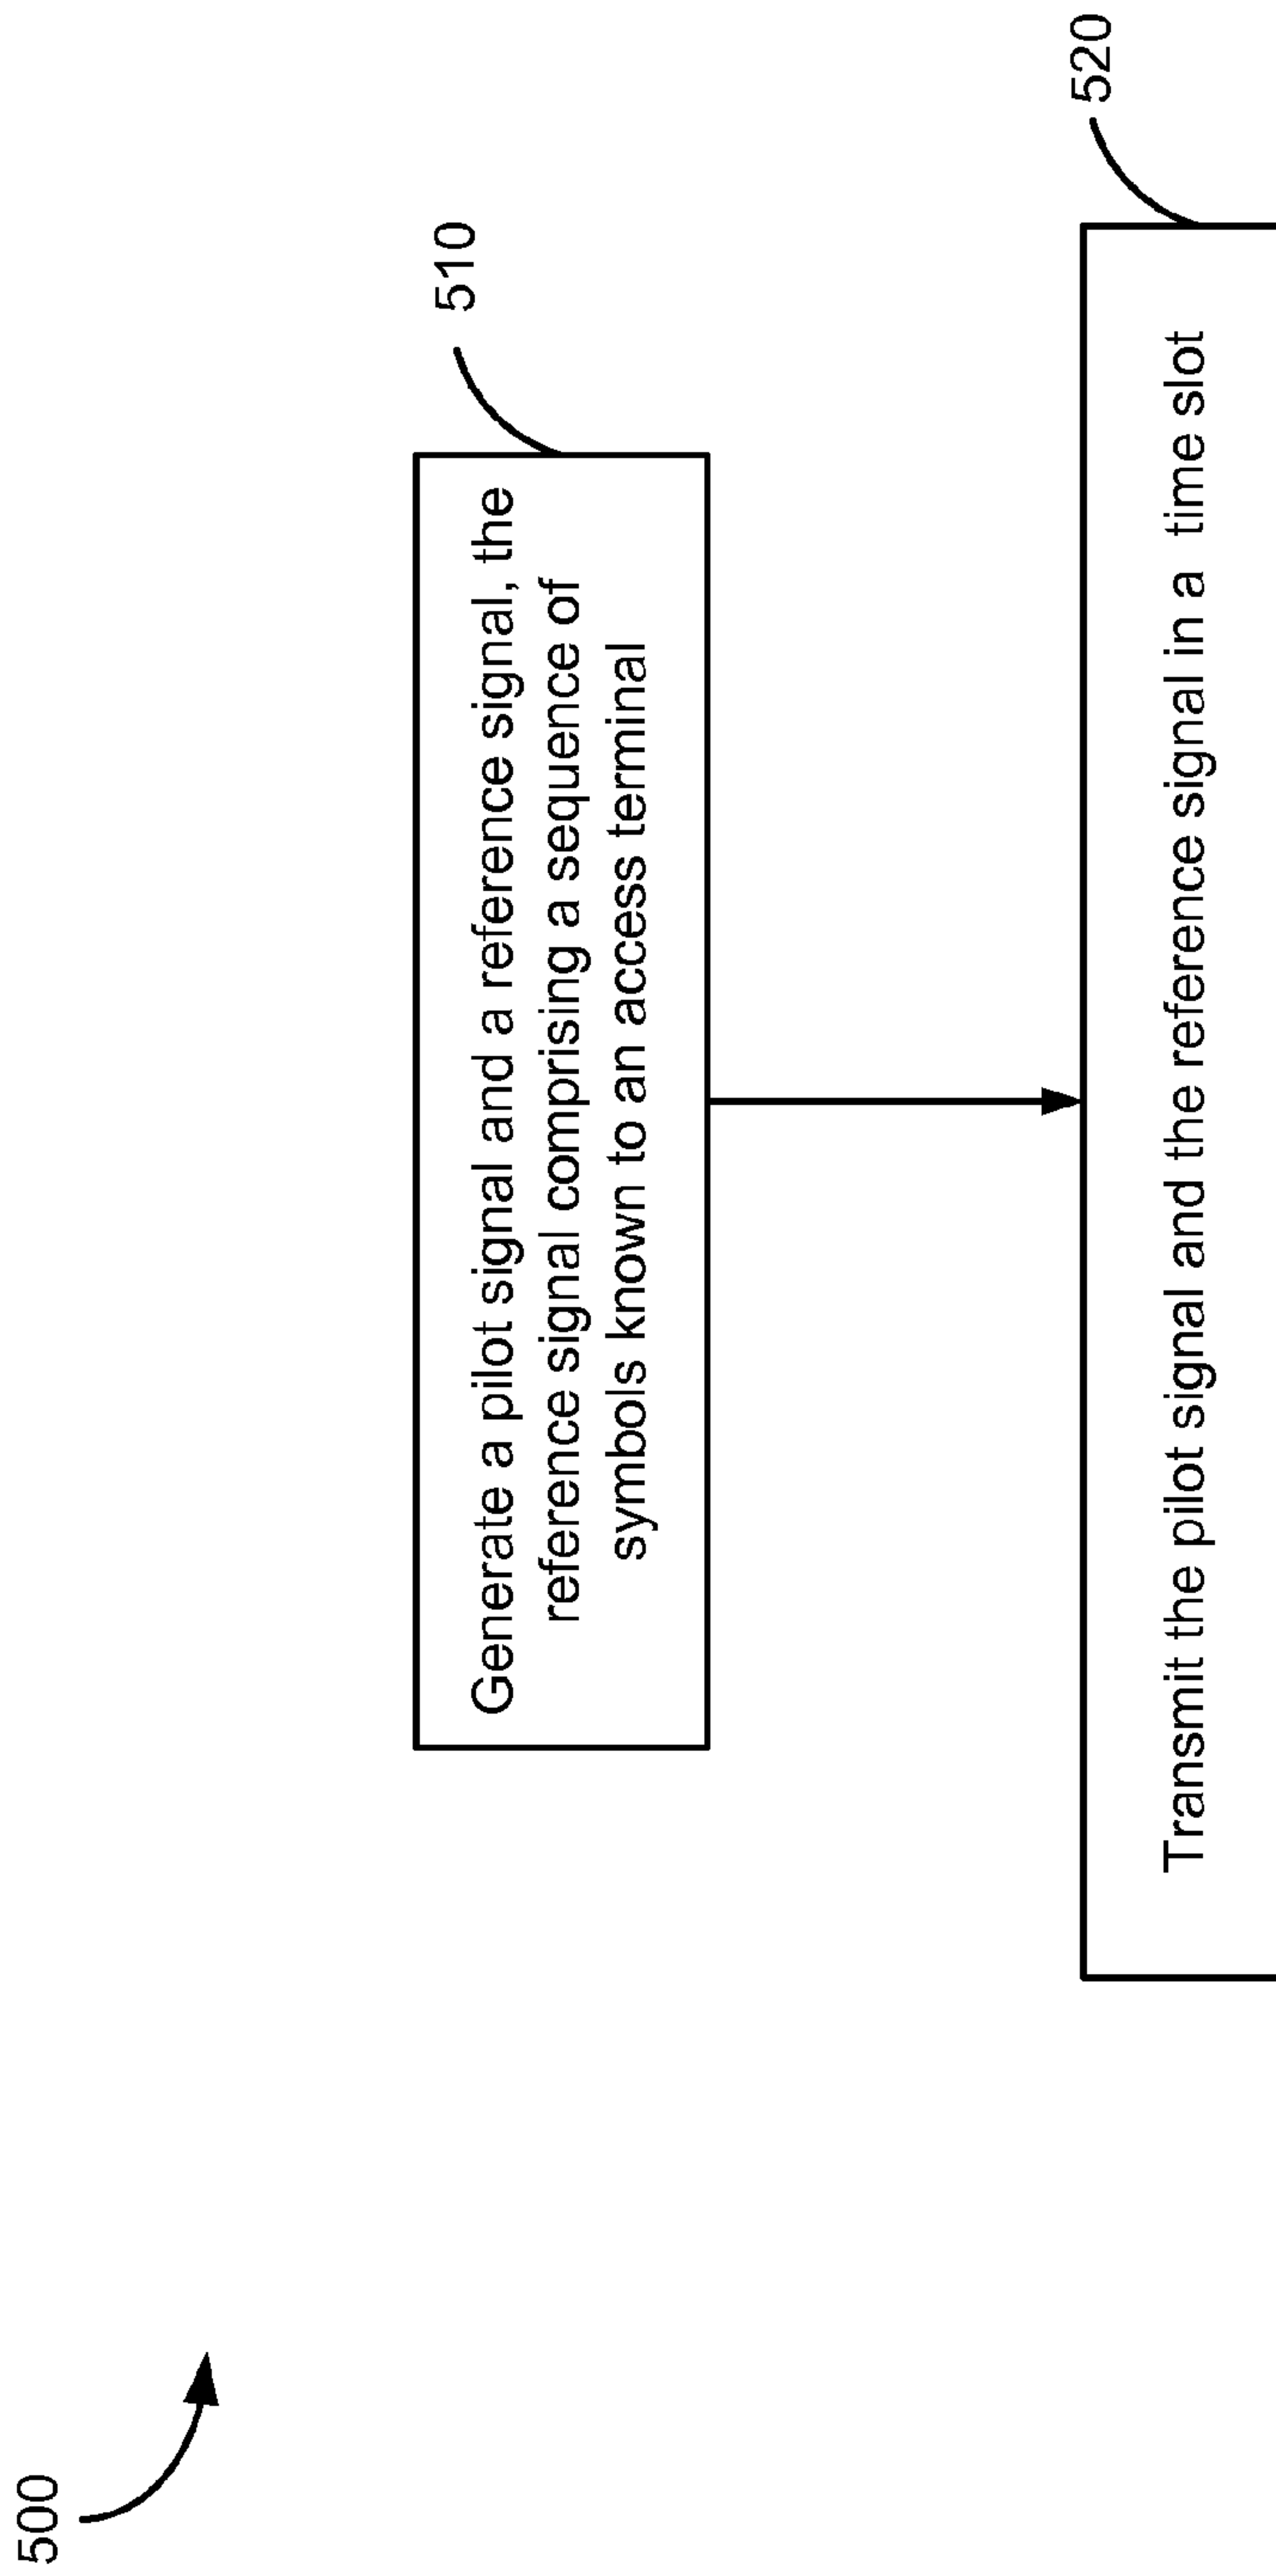 500
510
Generate a pilot signal and a reference signal, the
reference signal comprising a sequence of
symbols known to an access terminal
520
Transmit the pilot signal and the reference signal in a time slot